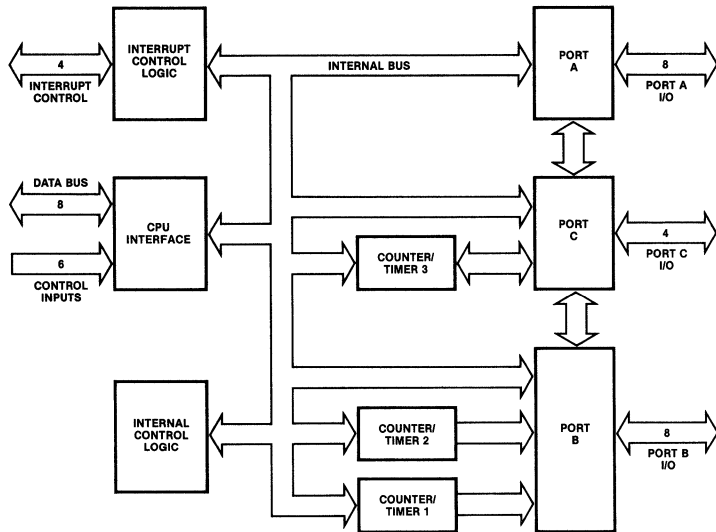 INTERRUPT
CONTROL
LOGIC
4
INTERRUPT
CONTROL
INTERNAL BUS
PORT
A
8
PORT A
I/O
DATA BUS
8
CPU
INTERFACE
6
CONTROL
INPUTS
PORT
C
4
PORT C
I/O
COUNTER/
TIMER 3
INTERNAL
CONTROL
LOGIC
COUNTER/
TIMER 2
COUNTER/
TIMER 1
PORT
B
8
PORT B
I/O